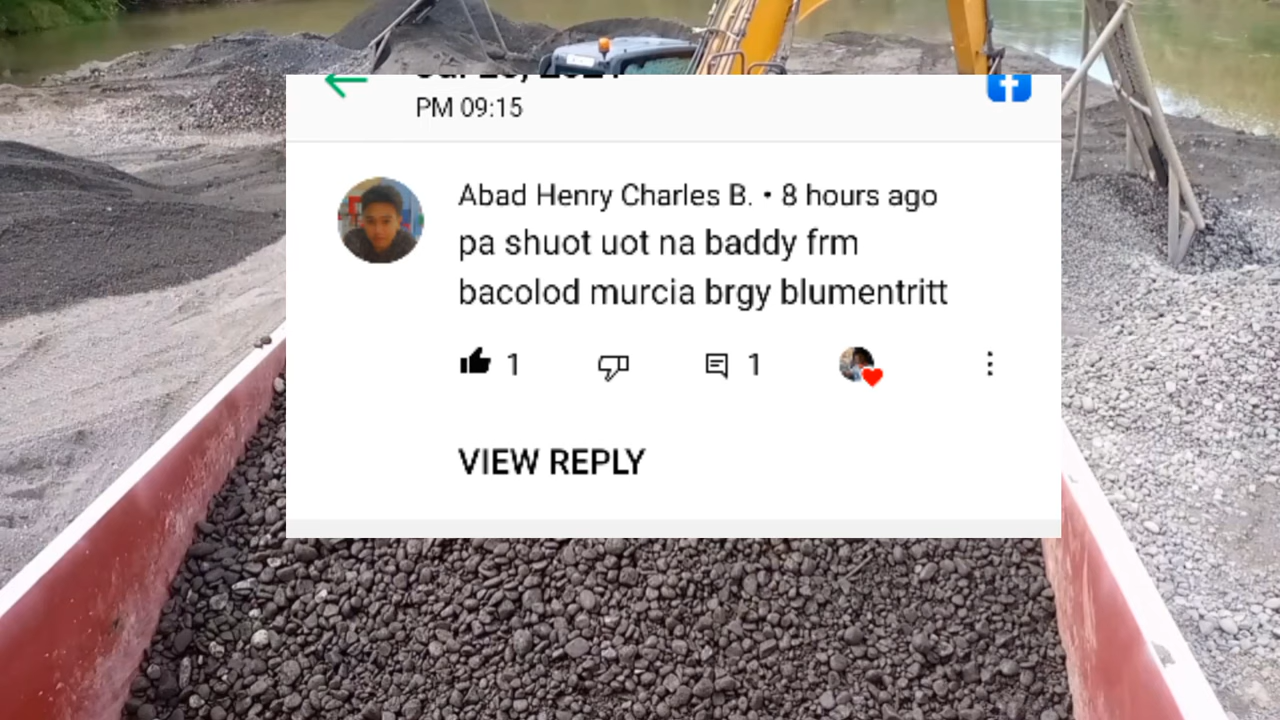 PM 09:15
Abad Henry Charles B. • 8 hours ago
pa shuot uot na baddy frm
bacolod murcia brgy blumentritt
1
1
VIEW REPLY